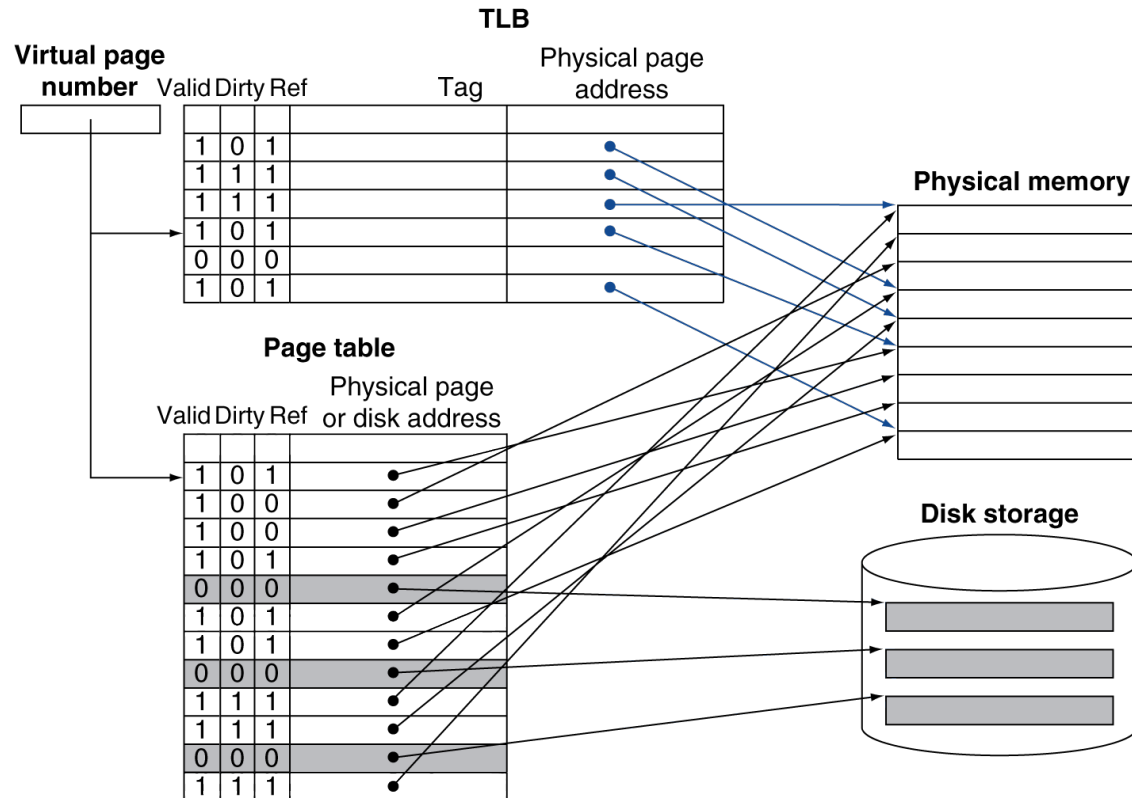 TLB
Virtual page
number
Physical page
address
Valid Dirty Ref Tag
1 0 1
1 1 1
1 1 1
1 0 1
0 0 0
1 0 1
Physical memory
Page table
Physical page
or disk address
Valid Dirty Ref
1 0 1
1 0 0
1 0 0
1 0 1
0 0 0
1 0 1
1 0 1
0 0 0
1 1 1
1 1 1
0 0 0
1 1 1
Disk storage